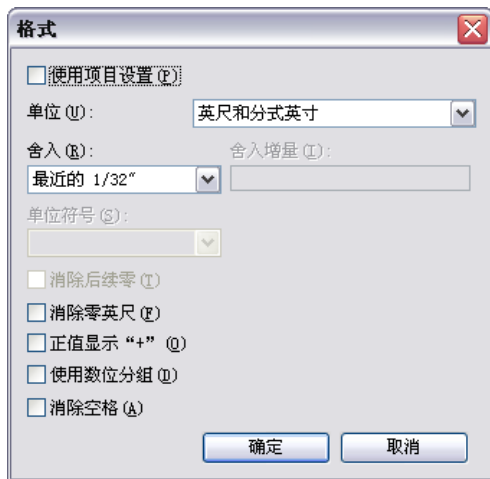 格式
使用项目设置(P)
单位(U): 英尺和分式英寸
舍入(R): 舍入增量(I):
最近的 1/32"
单位符号(S):
消除后续零(T)
消除零英尺(F)
正值显示“+”(O)
使用数位分组(D)
消除空格(A)
确定 取消